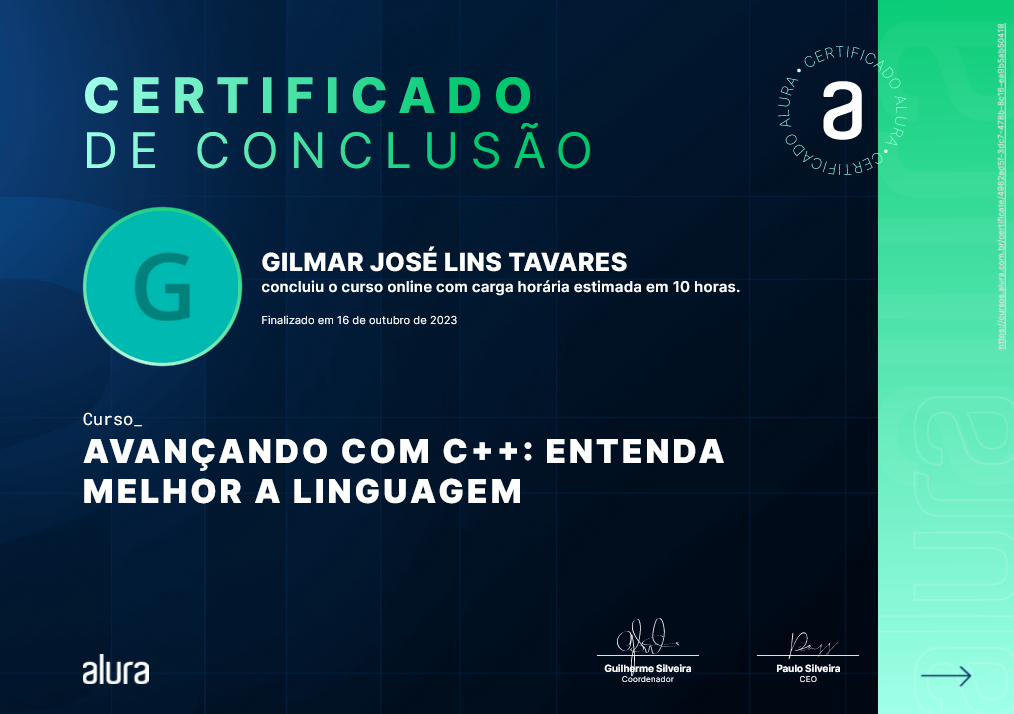 CERTIFICADO
DE CONCLUSÃO
CERTIFICADO ALURA • CERTIFICADO ALURA •
a
G
GILMAR JOSÉ LINS TAVARES
concluiu o curso online com carga horária estimada em 10 horas.
Finalizado em 16 de outubro de 2023
Curso_
AVANÇANDO COM C++: ENTENDA
MELHOR A LINGUAGEM
alura
Guilherme Silveira
Coordenador
Paulo Silveira
CEO
alura